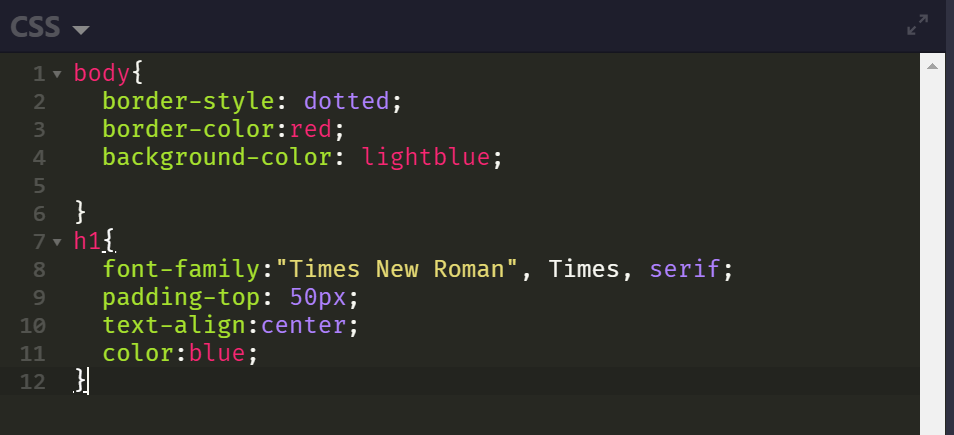 CSS
1 body{
2 border-style: dotted;
3 border-color:red;
4 background-color: lightblue;
5
6 }
7 h1{
8 font-family:"Times New Roman", Times, serif;
9 padding-top: 50px;
10 text-align:center;
11 color:blue;
12 }